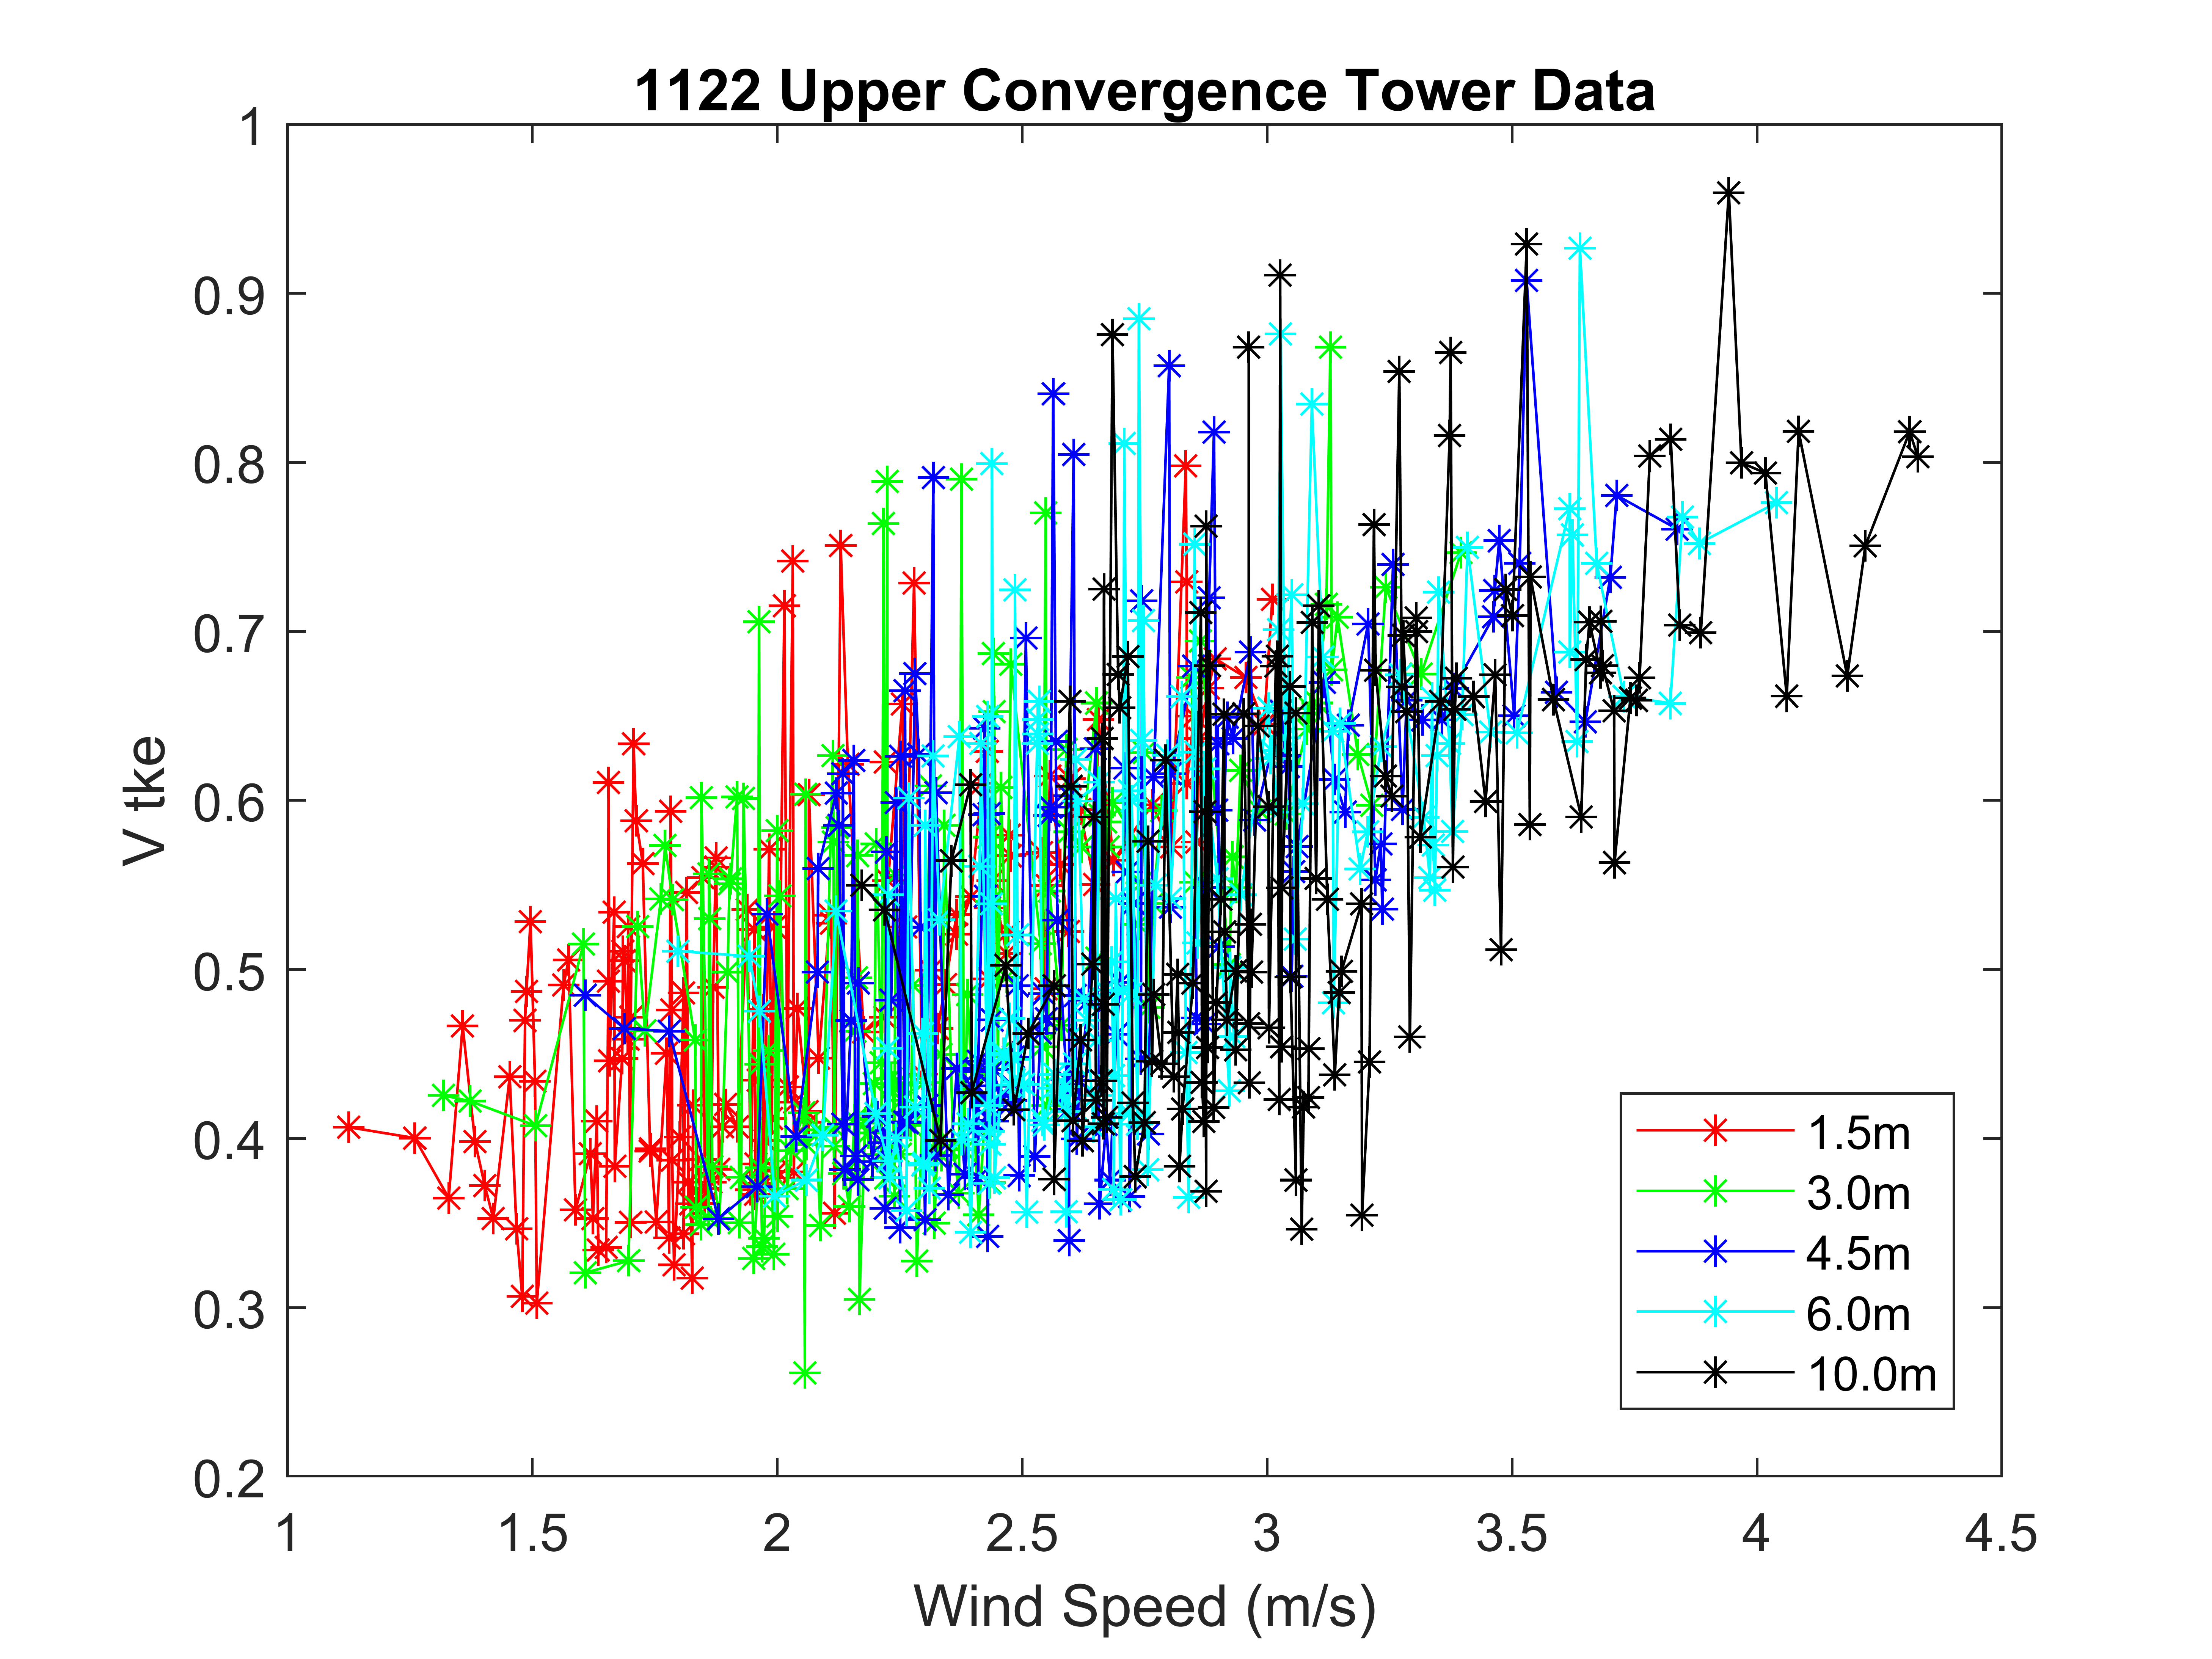 1122 Upper Convergence Tower Data
1
0.9
0.8
0.7
0.6
0.5
0.4
0.3
0.2
V tke
1.5m
3.0m
4.5m
6.0m
10.0m
1 1.5 2 2.5 3 3.5 4 4.5
Wind Speed (m/s)